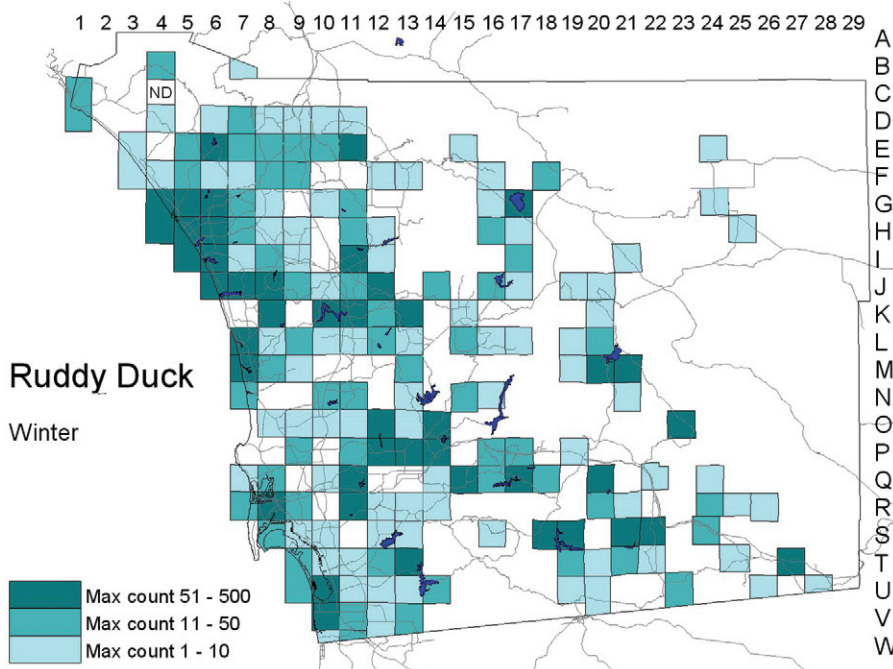 1 2 3 4 5 6 7 8 9 10 11 12 13 14 15 16 17 18 19 20 21 22 23 24 25 26 27 28 29
A
B
C
ND
D
E
F
G
H
I
J
K
L
M
Ruddy Duck
N
Winter
O
P
Q
R
S
T
Max count 51 - 500
U
Max count 11 - 50
V
Max count 1 - 10
W